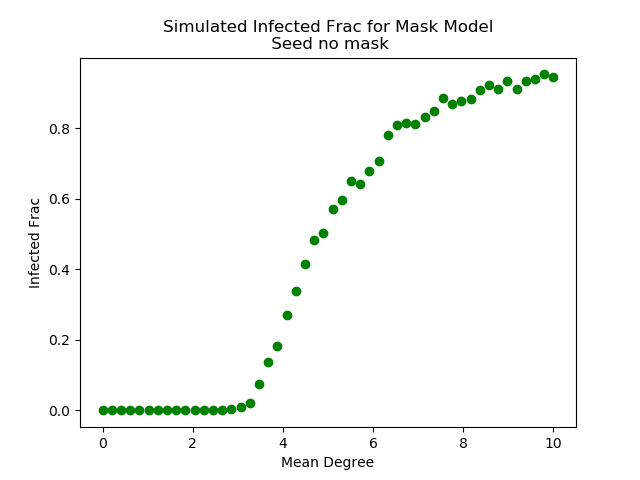 Simulated Infected Frac for Mask Model
Seed no mask
Infected Frac
0.8
0.6
0.4
0.2
0.0
0 2 4 6 8 10
Mean Degree